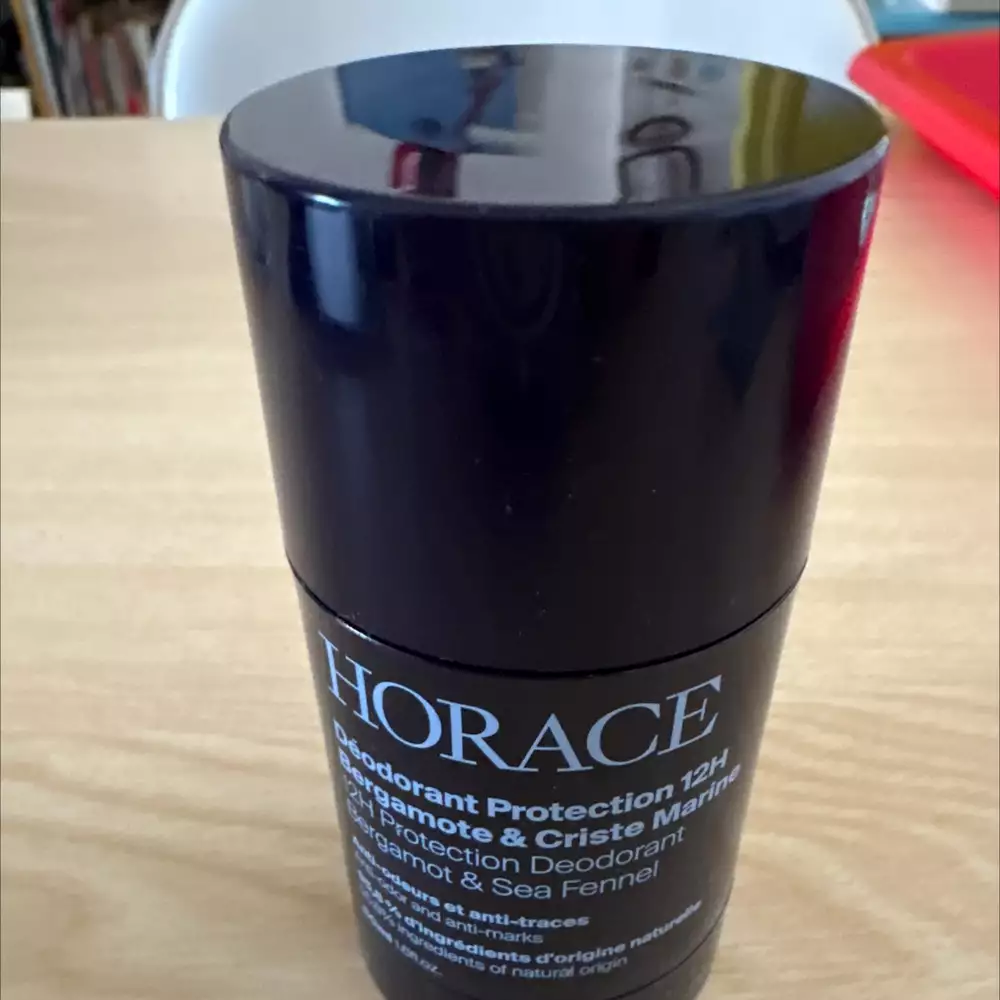 HORACE
Déodorant Protection 12H
Bergamote & Criste Marine
12H Protection Deodorant
Bergamot & Sea Fennel
Anti-odeurs et anti-traces
Anti-odor and anti-marks
d'ingrédients d'origine naturelle
ingredients of natural origin
oz.